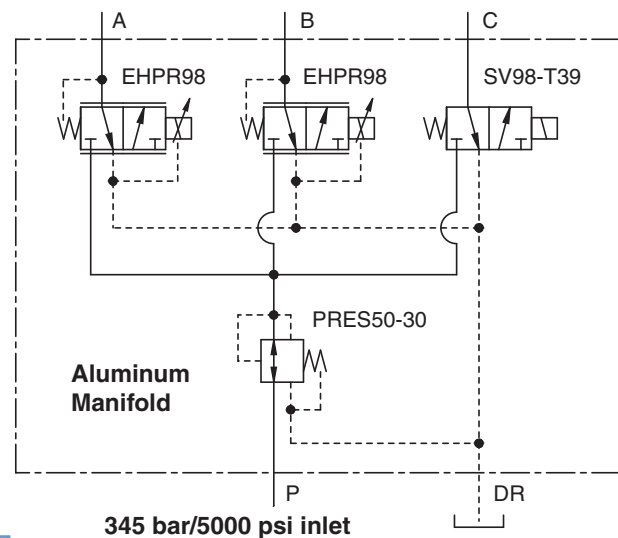 A
B
C
EHPR98
EHPR98
SV98-T39
PRES50-30
Aluminum
Manifold
P
DR
345 bar/5000 psi inlet